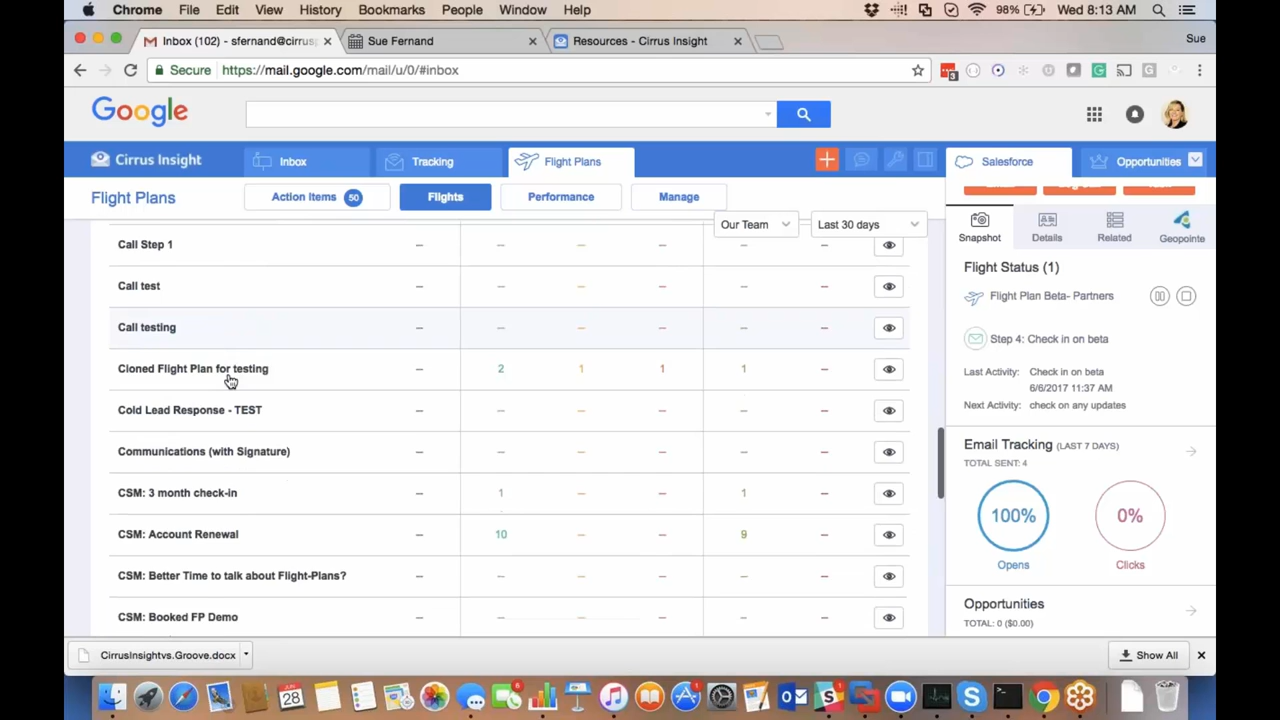 Chrome File Edit View History Bookmarks People Window Help 98% Wed 8:13 AM
Inbox (102) - sfernand@cirrusp Sue Fernand Resources - Cirrus Insight Sue
Secure https://mail.google.com/mail/u/0/#inbox 3
Google
Cirrus Insight Inbox Tracking Flight Plans Salesforce Opportunities
Flight Plans Action Items 50 Flights Performance Manage
Our Team Last 30 days
Snapshot Details Related Geopointe
Call Step 1 – – – – – –
Call test – – – – – –
Call testing – – – – – –
Cloned Flight Plan for testing – 2 1 1 1 –
Cold Lead Response - TEST – – – – – –
Communications (with Signature) – – – – – –
CSM: 3 month check-in – 1 – – 1 –
CSM: Account Renewal – 10 – – 9 –
CSM: Better Time to talk about Flight-Plans? – – – – – –
CSM: Booked FP Demo – – – – – –
Flight Status (1)
Flight Plan Beta- Partners
Step 4: Check in on beta
Last Activity: Check in on beta
6/6/2017 11:37 AM
Next Activity: check on any updates
Email Tracking (LAST 7 DAYS)
TOTAL SENT: 4
100% 0%
Opens Clicks
Opportunities
TOTAL: 0 ($0.00)
CirrusInsightvs.Groove.docx Show All
JUN
28